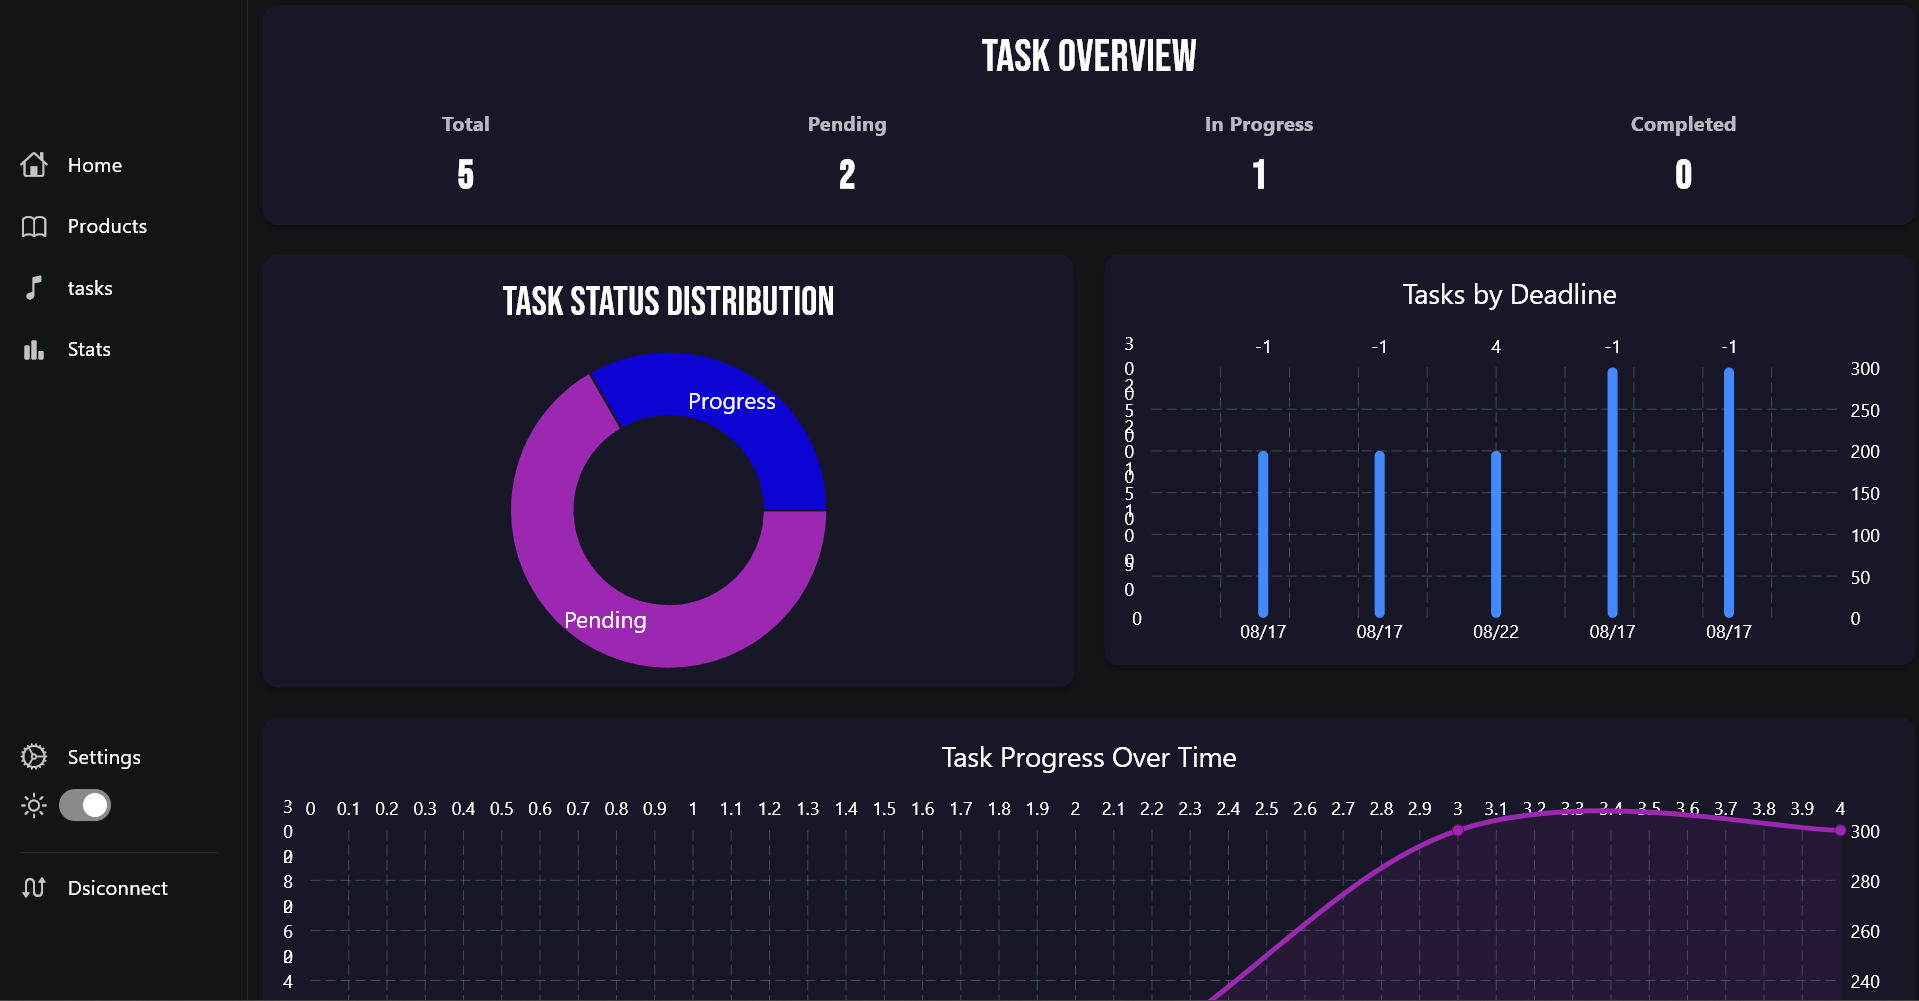 Home
Products
tasks
Stats
Settings
Dsiconnect
TASK OVERVIEW
Total Pending In Progress Completed
5 2 1 0
TASK STATUS DISTRIBUTION
Progress
Pending
Tasks by Deadline
-1 -1 4 -1 -1
300
250
200
150
100
50
0 0
08/17 08/17 08/22 08/17 08/17
Task Progress Over Time
0 0.1 0.2 0.3 0.4 0.5 0.6 0.7 0.8 0.9 1 1.1 1.2 1.3 1.4 1.5 1.6 1.7 1.8 1.9 2 2.1 2.2 2.3 2.4 2.5 2.6 2.7 2.8 2.9 3 3.1 3.2 3.3 3.4 3.5 3.6 3.7 3.8 3.9 4
300
280
260
240